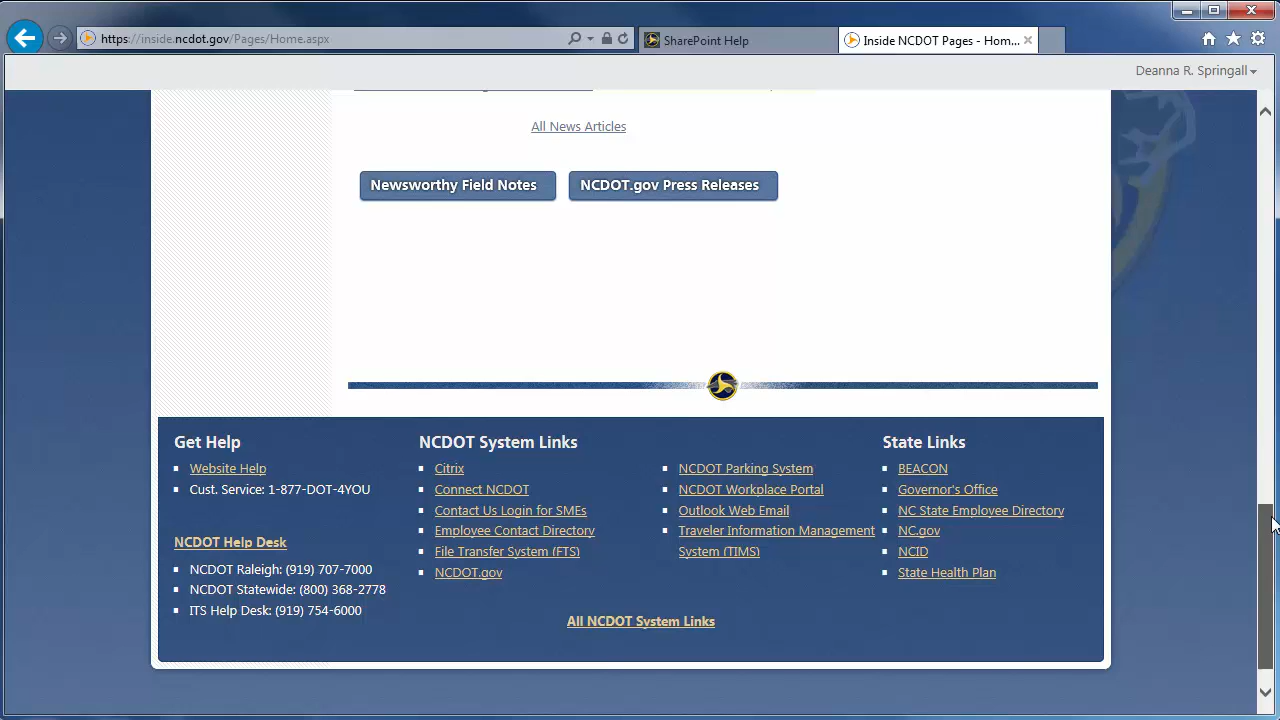 https://inside.ncdot.gov/Pages/Home.aspx
SharePoint Help
Inside NCDOT Pages - Hom...
Deanna R. Springall
All News Articles
Newsworthy Field Notes
NCDOT.gov Press Releases
Get Help
Website Help
Cust. Service: 1-877-DOT-4YOU
NCDOT Help Desk
NCDOT Raleigh: (919) 707-7000
NCDOT Statewide: (800) 368-2778
ITS Help Desk: (919) 754-6000
NCDOT System Links
Citrix
Connect NCDOT
Contact Us Login for SMEs
Employee Contact Directory
File Transfer System (FTS)
NCDOT.gov
NCDOT Parking System
NCDOT Workplace Portal
Outlook Web Email
Traveler Information Management
System (TIMS)
State Links
BEACON
Governor's Office
NC State Employee Directory
NC.gov
NCID
State Health Plan
All NCDOT System Links